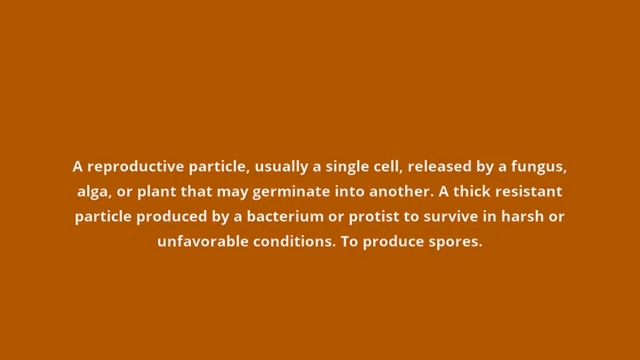 A reproductive particle, usually a single cell, released by a fungus,
alga, or plant that may germinate into another. A thick resistant
particle produced by a bacterium or protist to survive in harsh or
unfavorable conditions. To produce spores.